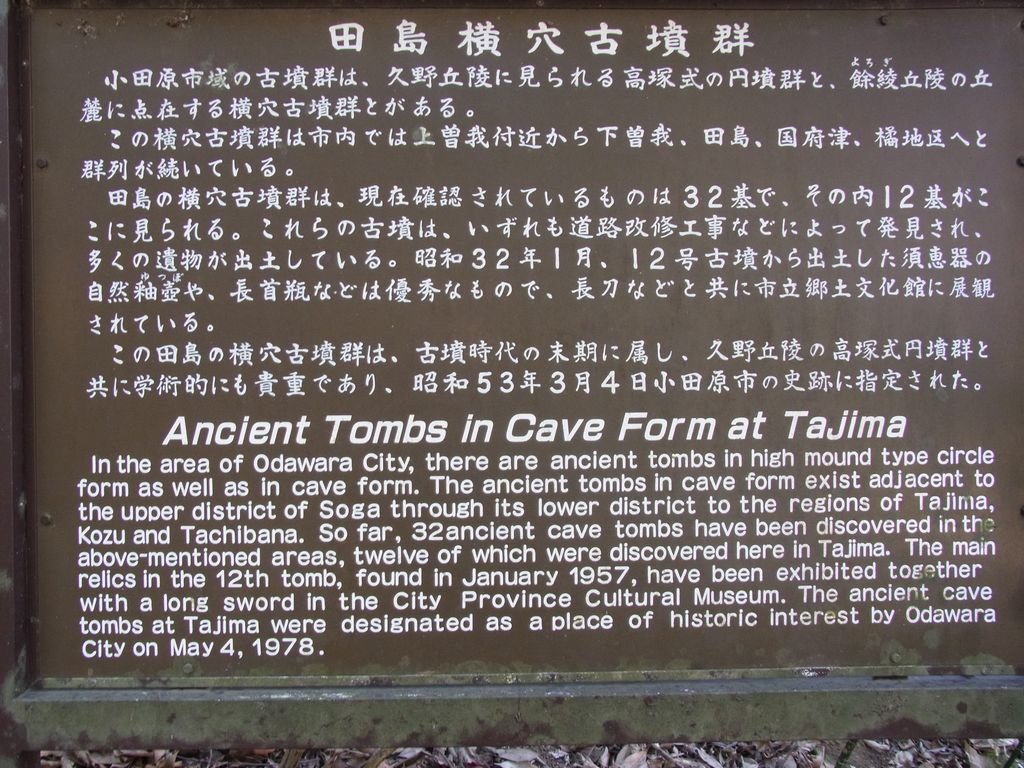 田島横穴古墳群
小田原市域の古墳群は、久野丘陵に見られる高塚式の円墳群と、餘綾丘陵の丘
よろぎ
麓に点在する横穴古墳群とがある。
この横穴古墳群は市内では上曽我付近から下曽我、田島、国府津、橘地区へと
群列が続いている。
田島の横穴古墳群は、現在確認されているものは32基で、その内12基がこ
こに見られる。これらの古墳は、いずれも道路改修工事などによって発見され、
多くの遺物が出土している。昭和32年1月、12号古墳から出土した須恵器の
ゆつぼ
自然釉壺や、長首瓶などは優秀なもので、長刀などと共に市立郷土文化館に展観
されている。
この田島の横穴古墳群は、古墳時代の末期に属し、久野丘陵の高塚式円墳群と
共に学術的にも貴重であり、昭和53年3月4日小田原市の史跡に指定された。
Ancient Tombs in Cave Form at Tajima
In the area of Odawara City, there are ancient tombs in high mound type circle
form as well as in cave form. The ancient tombs in cave form exist adjacent to
the upper district of Soga through its lower district to the regions of Tajima,
Kozu and Tachibana. So far, 32ancient cave tombs have been discovered in the
above-mentioned areas, twelve of which were discovered here in Tajima. The main
relics in the 12th tomb, found in January 1957, have been exhibited together
with a long sword in the City Province Cultural Museum. The ancient cave
tombs at Tajima were designated as a place of historic interest by Odawara
City on May 4, 1978.